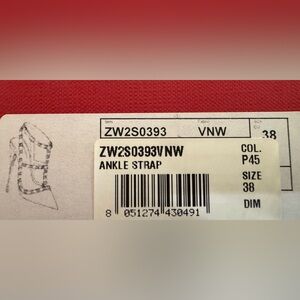 ZW2S0393 VNW 38
ZW2S0393VNW COL.
ANKLE STRAP P45
SIZE
38
DIM
8 051274 430491